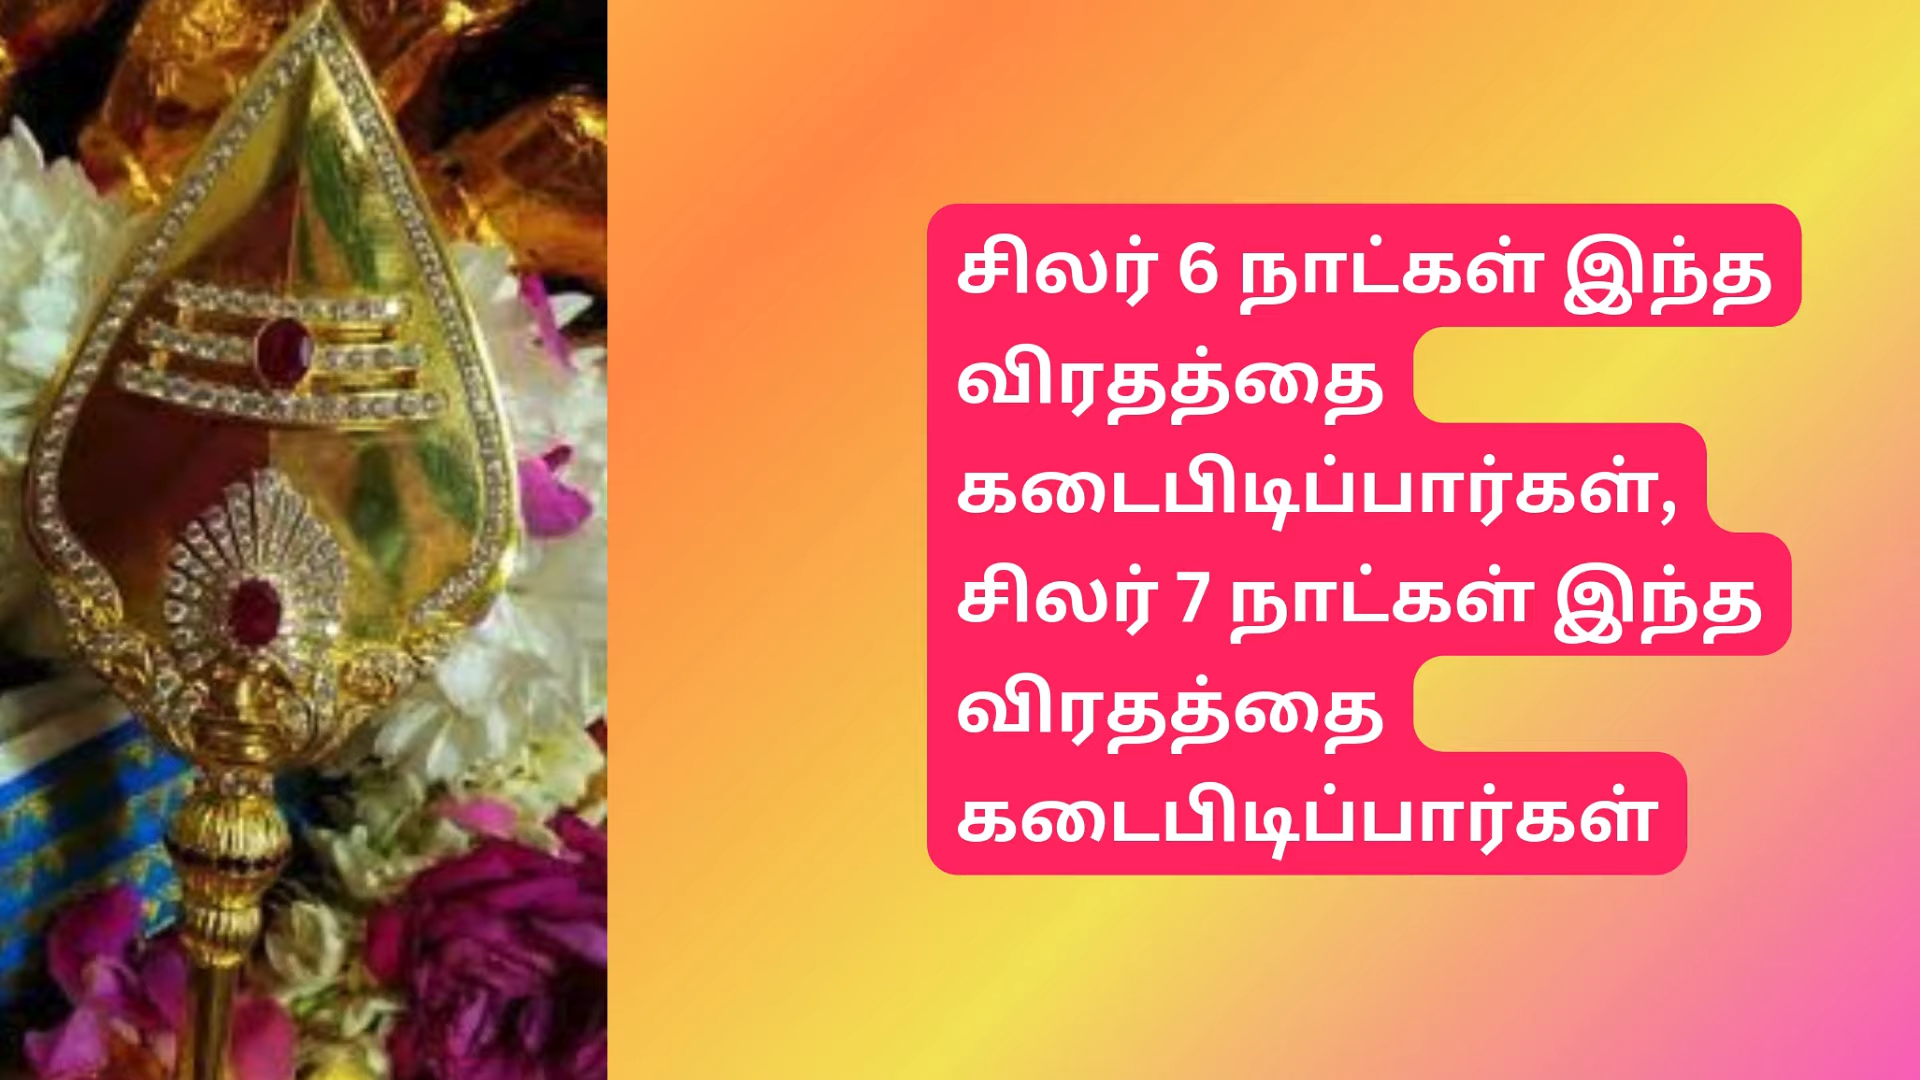 சிலர் 6 நாட்கள் இந்த
விரதத்தை
கடைபிடிப்பார்கள்,
சிலர் 7 நாட்கள் இந்த
விரதத்தை
கடைபிடிப்பார்கள்